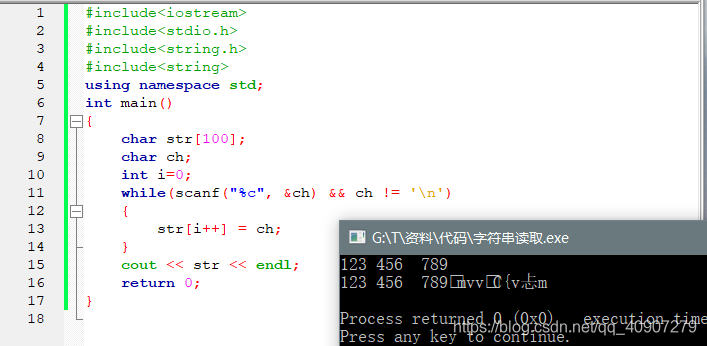 1 #include<iostream>
2 #include<stdio.h>
3 #include<string.h>
4 #include<string>
5 using namespace std;
6 int main()
7 {
8 char str[100];
9 char ch;
10 int i=0;
11 while(scanf("%c", &ch) && ch != '\n')
12 {
13 str[i++] = ch;
14 }
15 cout << str << endl;
16 return 0;
17 }
18
G:\T\资料\代码\字符串读取.exe
123 456  789
123 456  789
Process returned 0 (0x0)   execution time
Press any key to continue.
https://blog.csdn.net/qq_40907279